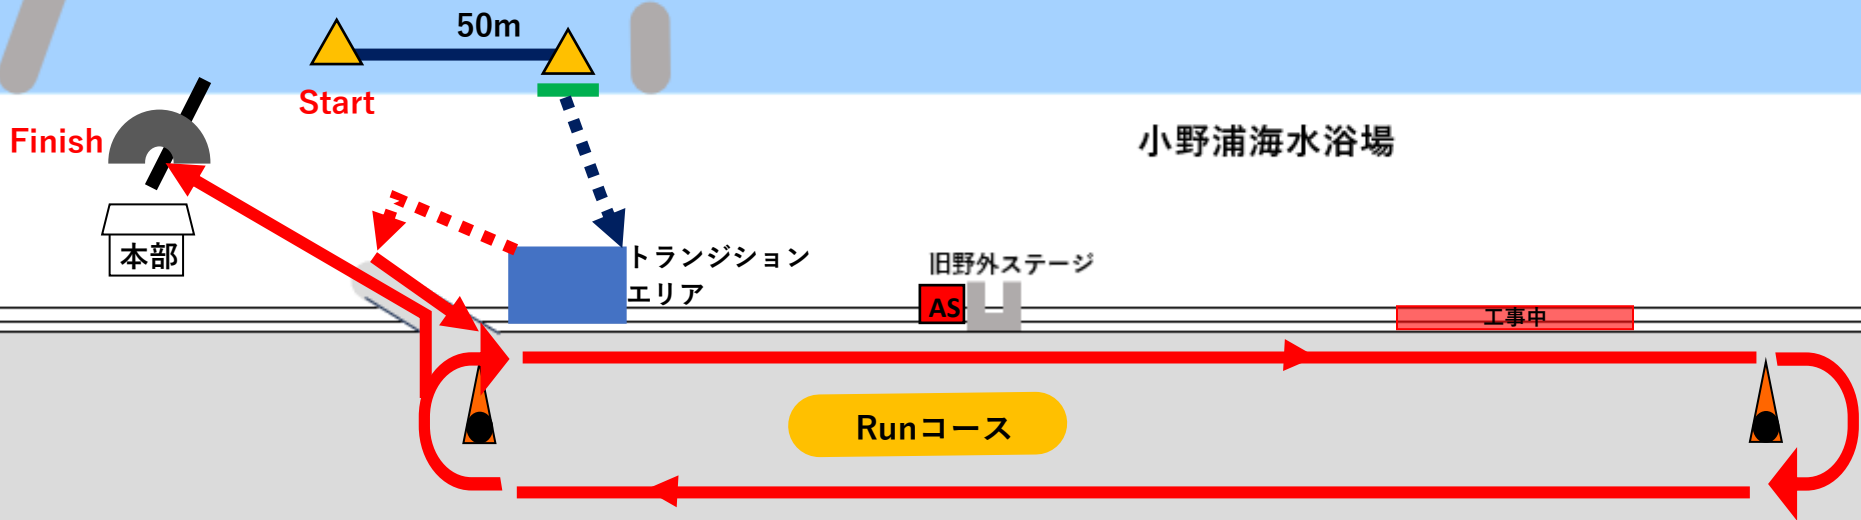 50m
Start
Finish
小野浦海水浴場
本部
トランジション
エリア
旧野外ステージ
AS
工事中
Runコース